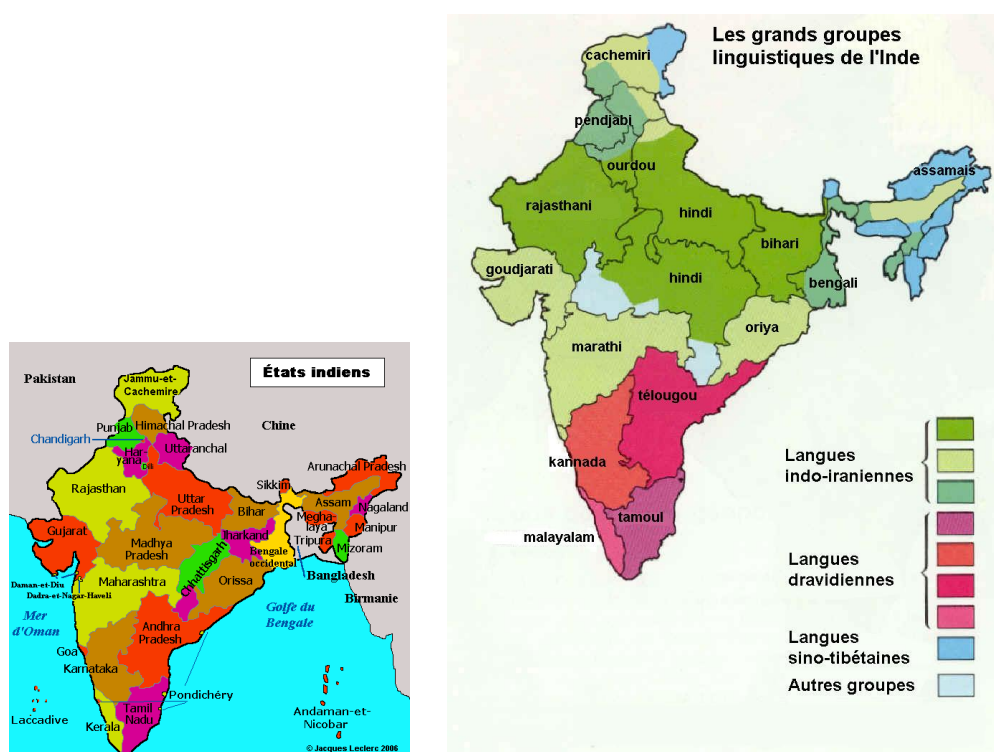 Les grands groupes
linguistiques de l'Inde
cachemiri
pendjabi
ourdou
assamais
rajasthani
hindi
bihari
goudjarati
hindi
bengali
oriya
marathi
télougou
kannada
tamoul
malayalam
Langues
indo-iraniennes
Langues
dravidiennes
Langues
sino-tibétaines
Autres groupes
États indiens
Pakistan
Jammu-et-
Cachemire
Chine
Punjab
Himachal Pradesh
Chandigarh
Uttaranchal
Har-
yana
Arunachal Pradesh
Rajasthan
Sikkim
Uttar
Pradesh
Assam
Nagaland
Bihar
Megha-
laya
Manipur
Gujarat
Madhya
Pradesh
Jharkand
Tripura
Mizoram
Bengale
occidental
Chhattisgarh
Maharashtra
Orissa
Bangladesh
Daman-et-Diu
Dadra-et-Nagar-Haveli
Birmanie
Mer
d'Oman
Golfe du
Bengale
Andhra
Pradesh
Goa
Karnataka
Pondichéry
Laccadive
Tamil
Nadu
Andaman-et-
Nicobar
Kerala
© Jacques Leclerc 2006